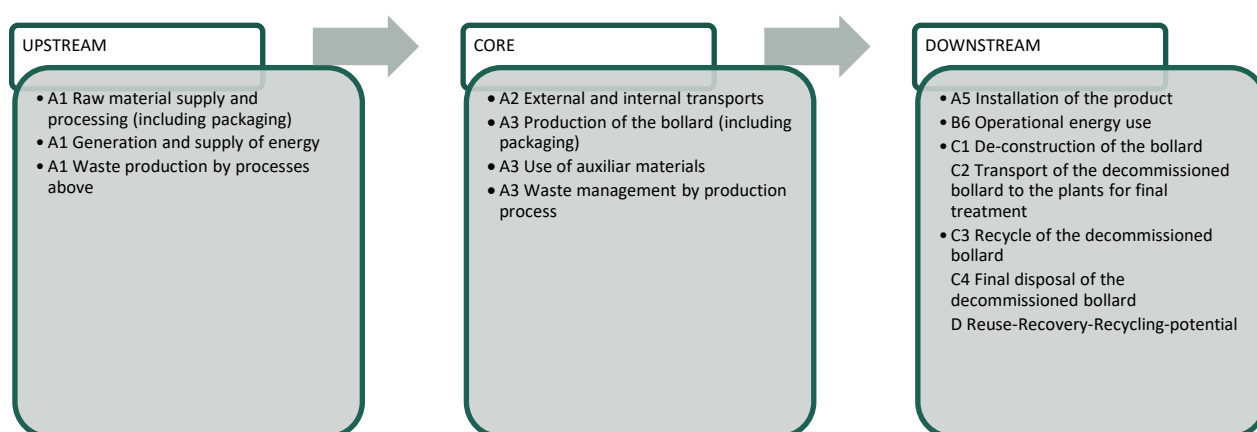 UPSTREAM
• A1 Raw material supply and
processing (including packaging)
• A1 Generation and supply of energy
• A1 Waste production by processes
above
CORE
• A2 External and internal transports
• A3 Production of the bollard (including
packaging)
• A3 Use of auxiliar materials
• A3 Waste management by production
process
DOWNSTREAM
• A5 Installation of the product
• B6 Operational energy use
• C1 De-construction of the bollard
C2 Transport of the decommissioned
bollard to the plants for final
treatment
• C3 Recycle of the decommissioned
bollard
C4 Final disposal of the
decommissioned bollard
D Reuse-Recovery-Recycling-potential